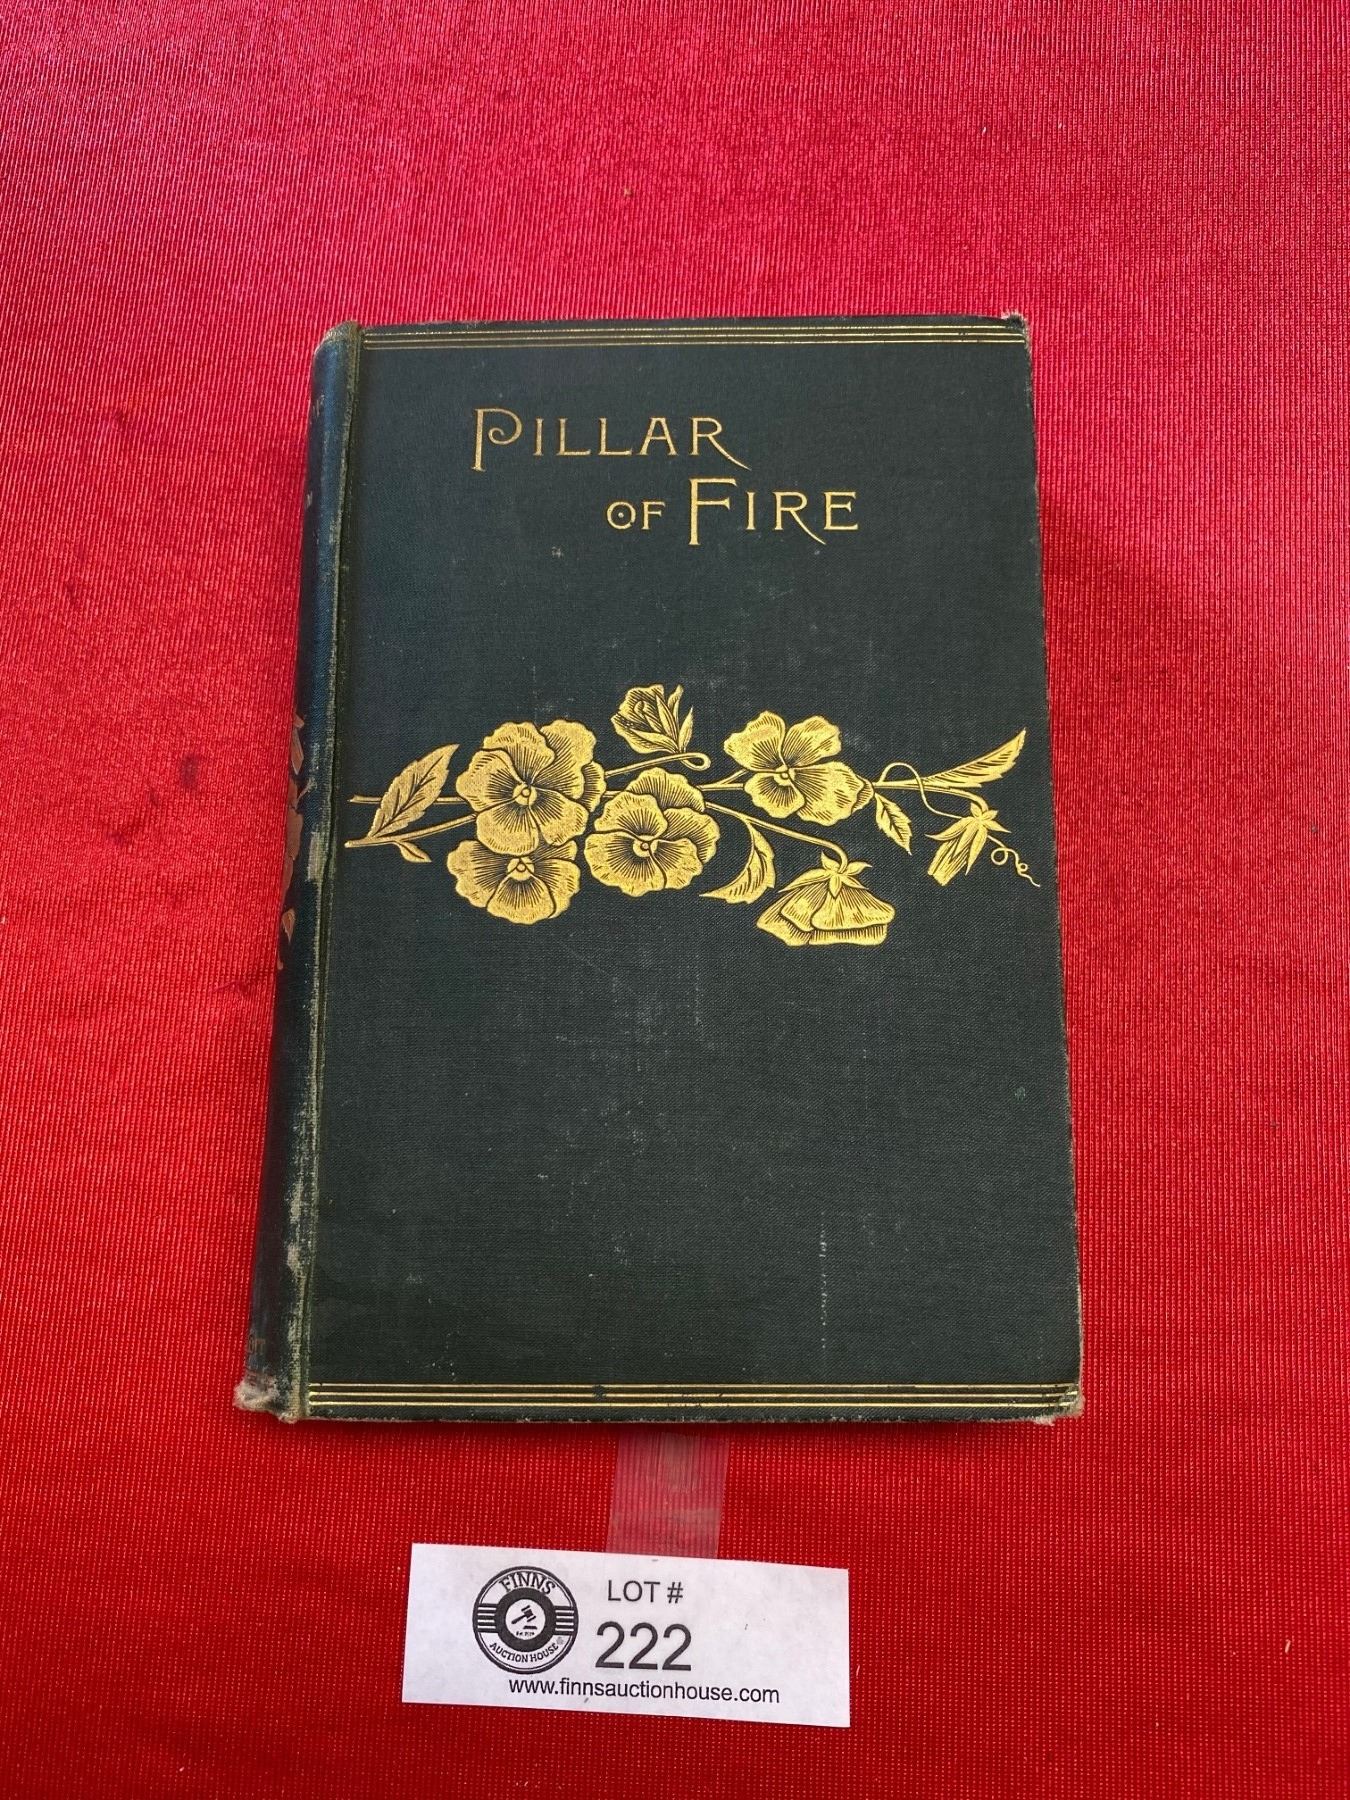 PILLAR
OF FIRE
FINNS
AUCTION HOUSE
LOT #
222
www.finnsauctionhouse.com